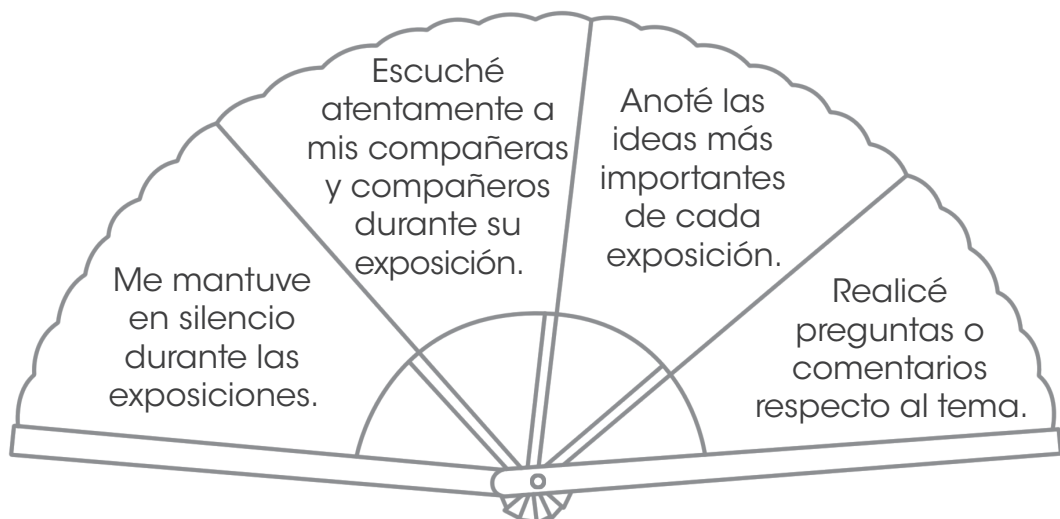 Me mantuve
en silencio
durante las
exposiciones.
Escuché
atentamente a
mis compañeras
y compañeros
durante su
exposición.
Anoté las
ideas más
importantes
de cada
exposición.
Realicé
preguntas o
comentarios
respecto al tema.